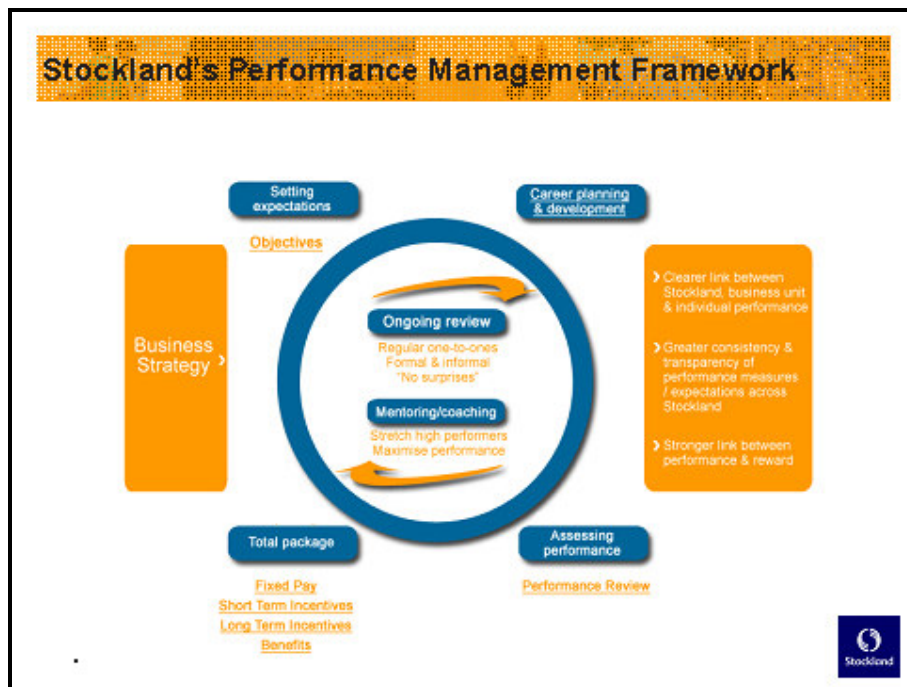 Stockland's Performance Management Framework
Setting
expectations
Objectives
Career planning
& development
Business
Strategy ›
Ongoing review
Regular one-to-ones
Formal & informal
"No surprises"
Mentoring/coaching
Stretch high performers
Maximise performance
› Clearer link between
Stockland, business unit
& individual performance
› Greater consistency &
transparency of
performance measures
/ expectations across
Stockland
› Stronger link between
performance & reward
Total package
Fixed Pay
Short Term Incentives
Long Term Incentives
Benefits
Assessing
performance
Performance Review
.
Stockland